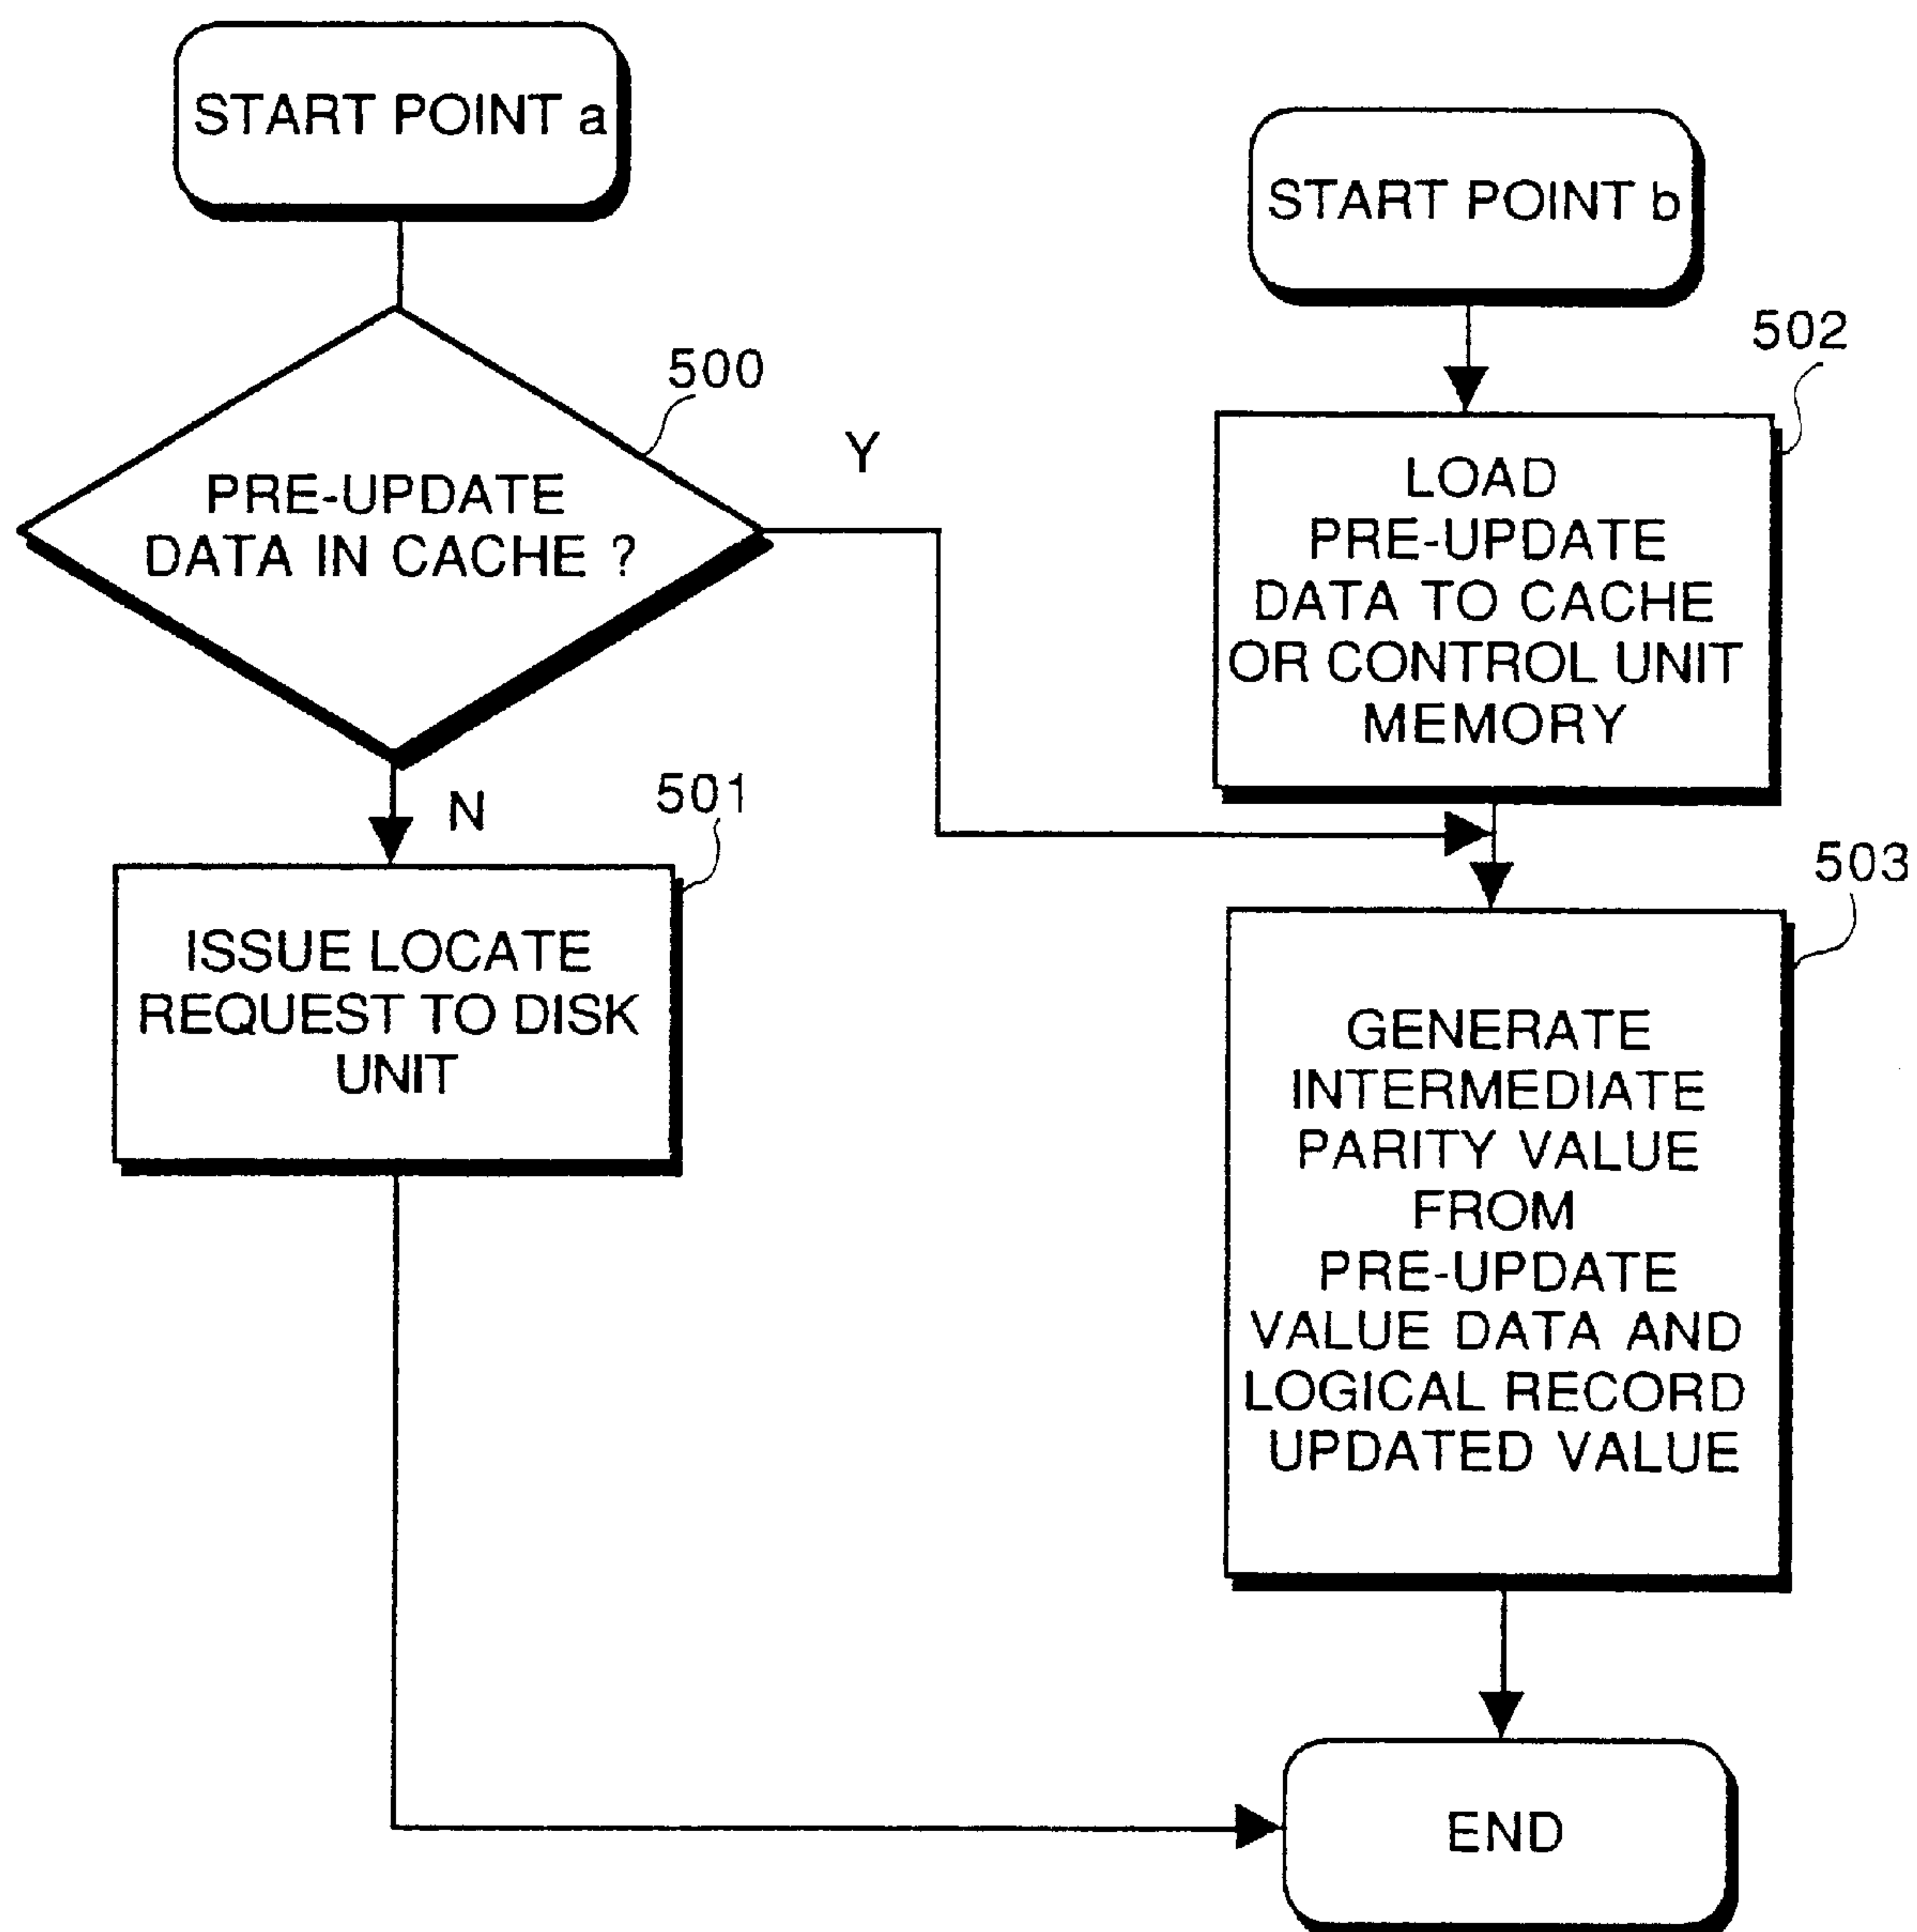 START POINT a
START POINT b
500
502
Y
PRE-UPDATE
DATA IN CACHE ?
LOAD
PRE-UPDATE
DATA TO CACHE
OR CONTROL UNIT
MEMORY
N
501
503
ISSUE LOCATE
REQUEST TO DISK
UNIT
GENERATE
INTERMEDIATE
PARITY VALUE
FROM
PRE-UPDATE
VALUE DATA AND
LOGICAL RECORD
UPDATED VALUE
END